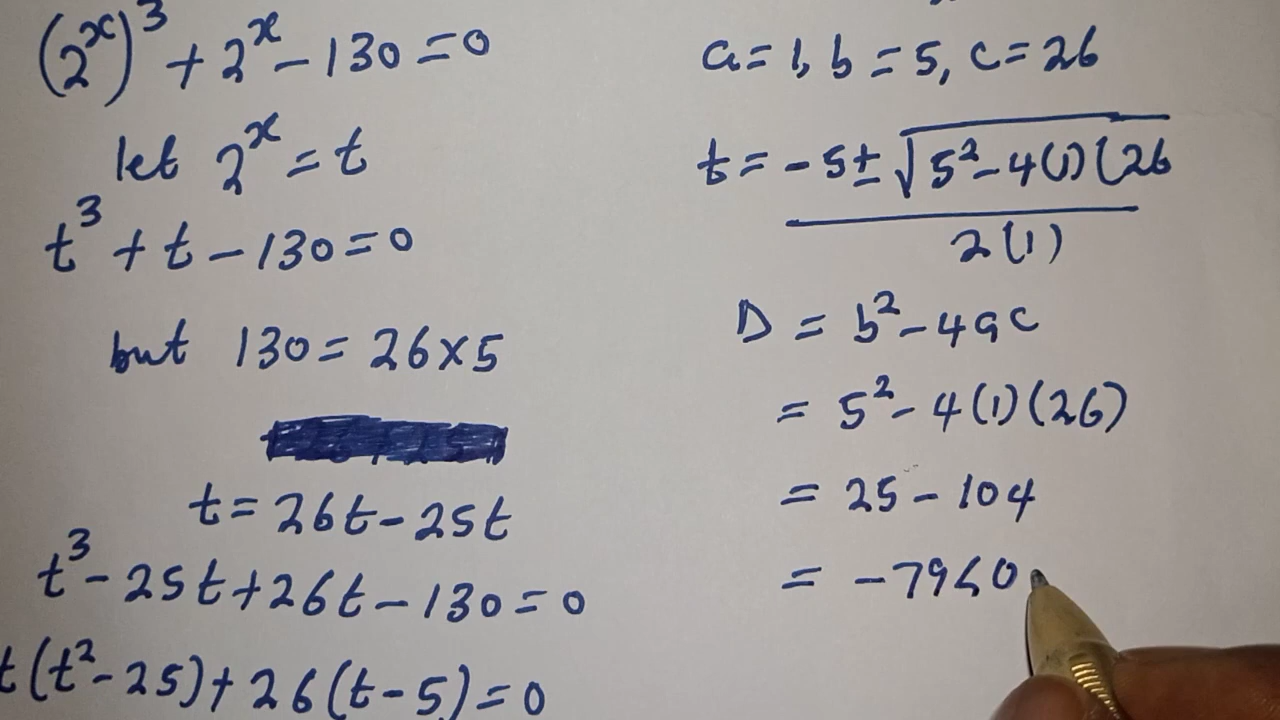 (2^x)^3 + 2^x - 130 = 0
let 2^x = t
t^3 + t - 130 = 0
but 130 = 26 × 5
t = 26t - 25t
t^3 - 25t + 26t - 130 = 0
t(t^2 - 25) + 26(t - 5) = 0
a = 1, b = 5, c = 26
t = -5 ± √5^2 - 4(1)(26
2(1)
D = b^2 - 4ac
= 5^2 - 4(1)(26)
= 25 - 104
= -79 < 0